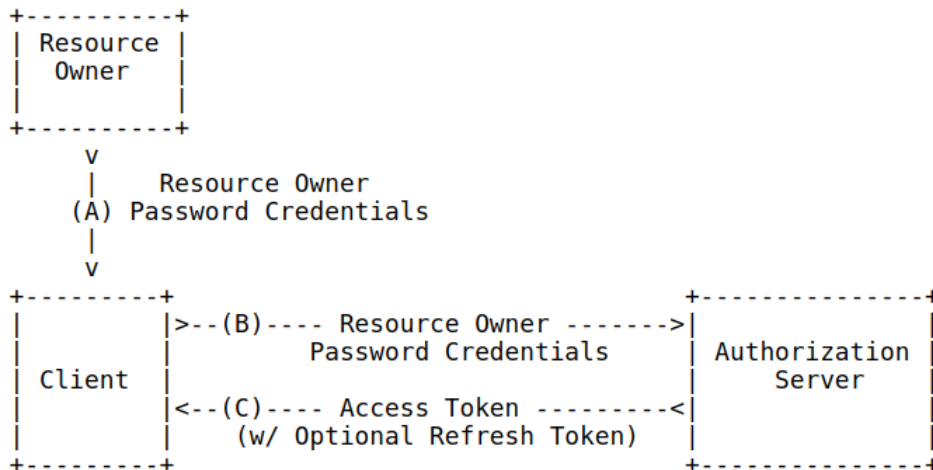 +----------+
| Resource |
|  Owner   |
|          |
+----------+
     v
     |    Resource Owner
    (A) Password Credentials
     |
     v
+---------+                                  +---------------+
|         |>--(B)---- Resource Owner ------->|               |
|         |         Password Credentials     | Authorization |
| Client  |                                  |     Server    |
|         |<--(C)---- Access Token ---------<|               |
|         |    (w/ Optional Refresh Token)   |               |
+---------+                                  +---------------+